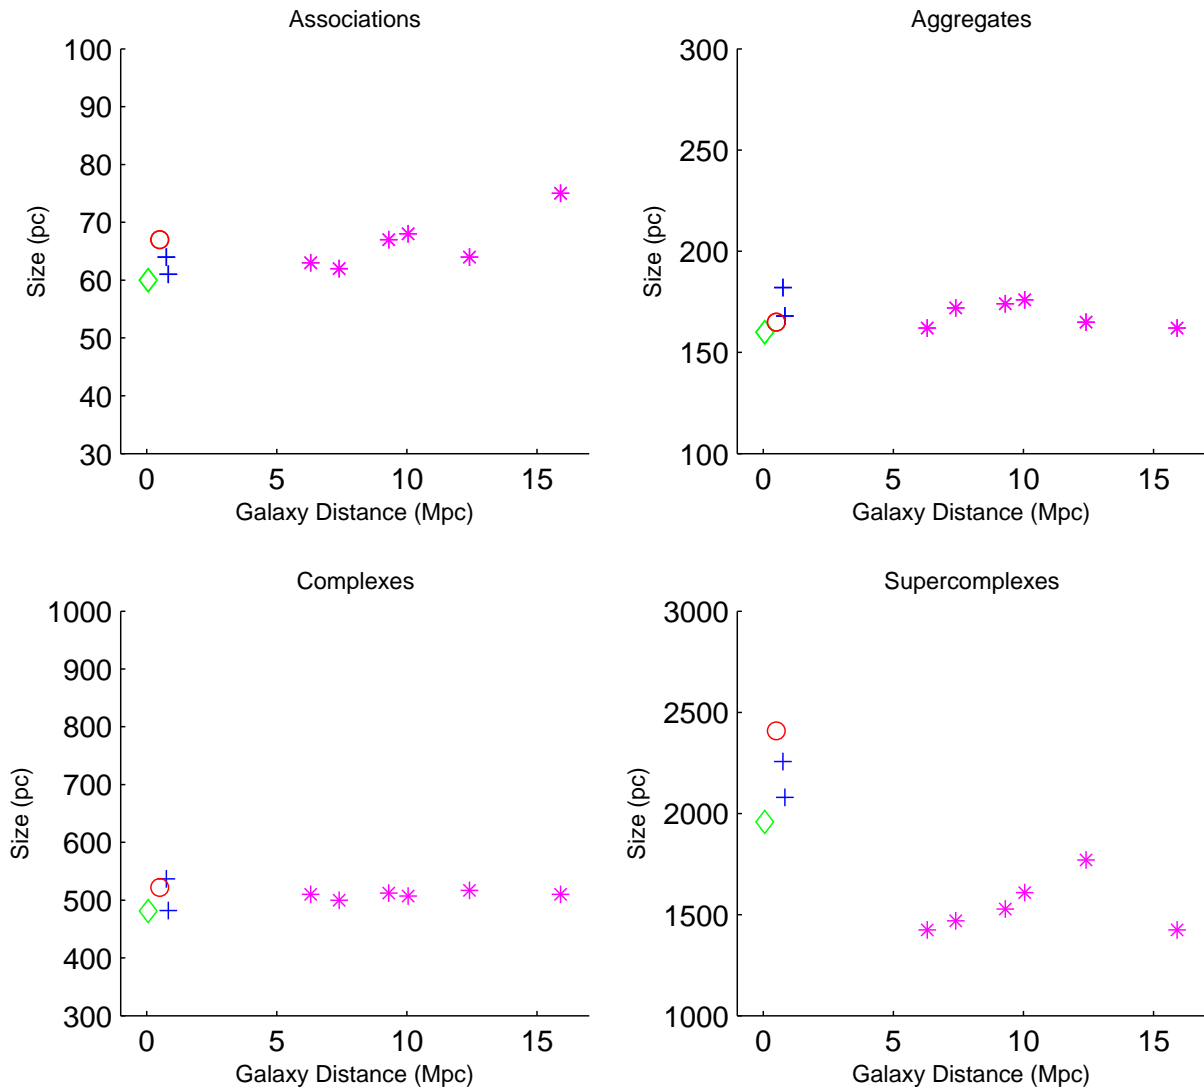 Associations
100
90
80
70
60
50
40
30
Size (pc)
0 5 10 15
Galaxy Distance (Mpc)
Aggregates
300
250
200
150
100
Size (pc)
0 5 10 15
Galaxy Distance (Mpc)
Complexes
1000
900
800
700
600
500
400
300
Size (pc)
0 5 10 15
Galaxy Distance (Mpc)
Supercomplexes
3000
2500
2000
1500
1000
Size (pc)
0 5 10 15
Galaxy Distance (Mpc)